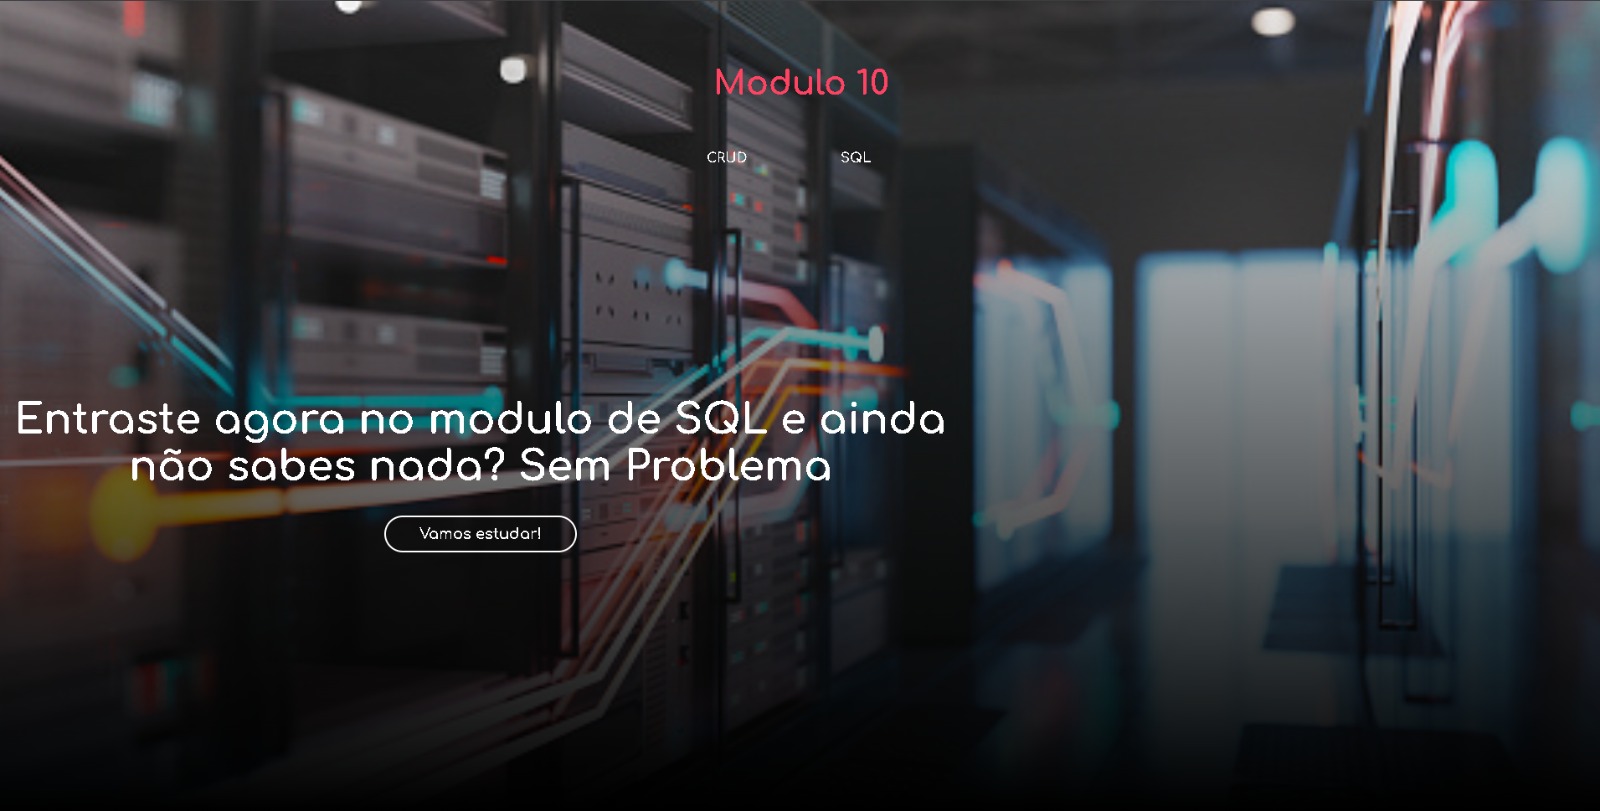 Modulo 10
CRUD SQL
Entraste agora no modulo de SQL e ainda
não sabes nada? Sem Problema
Vamos estudar!